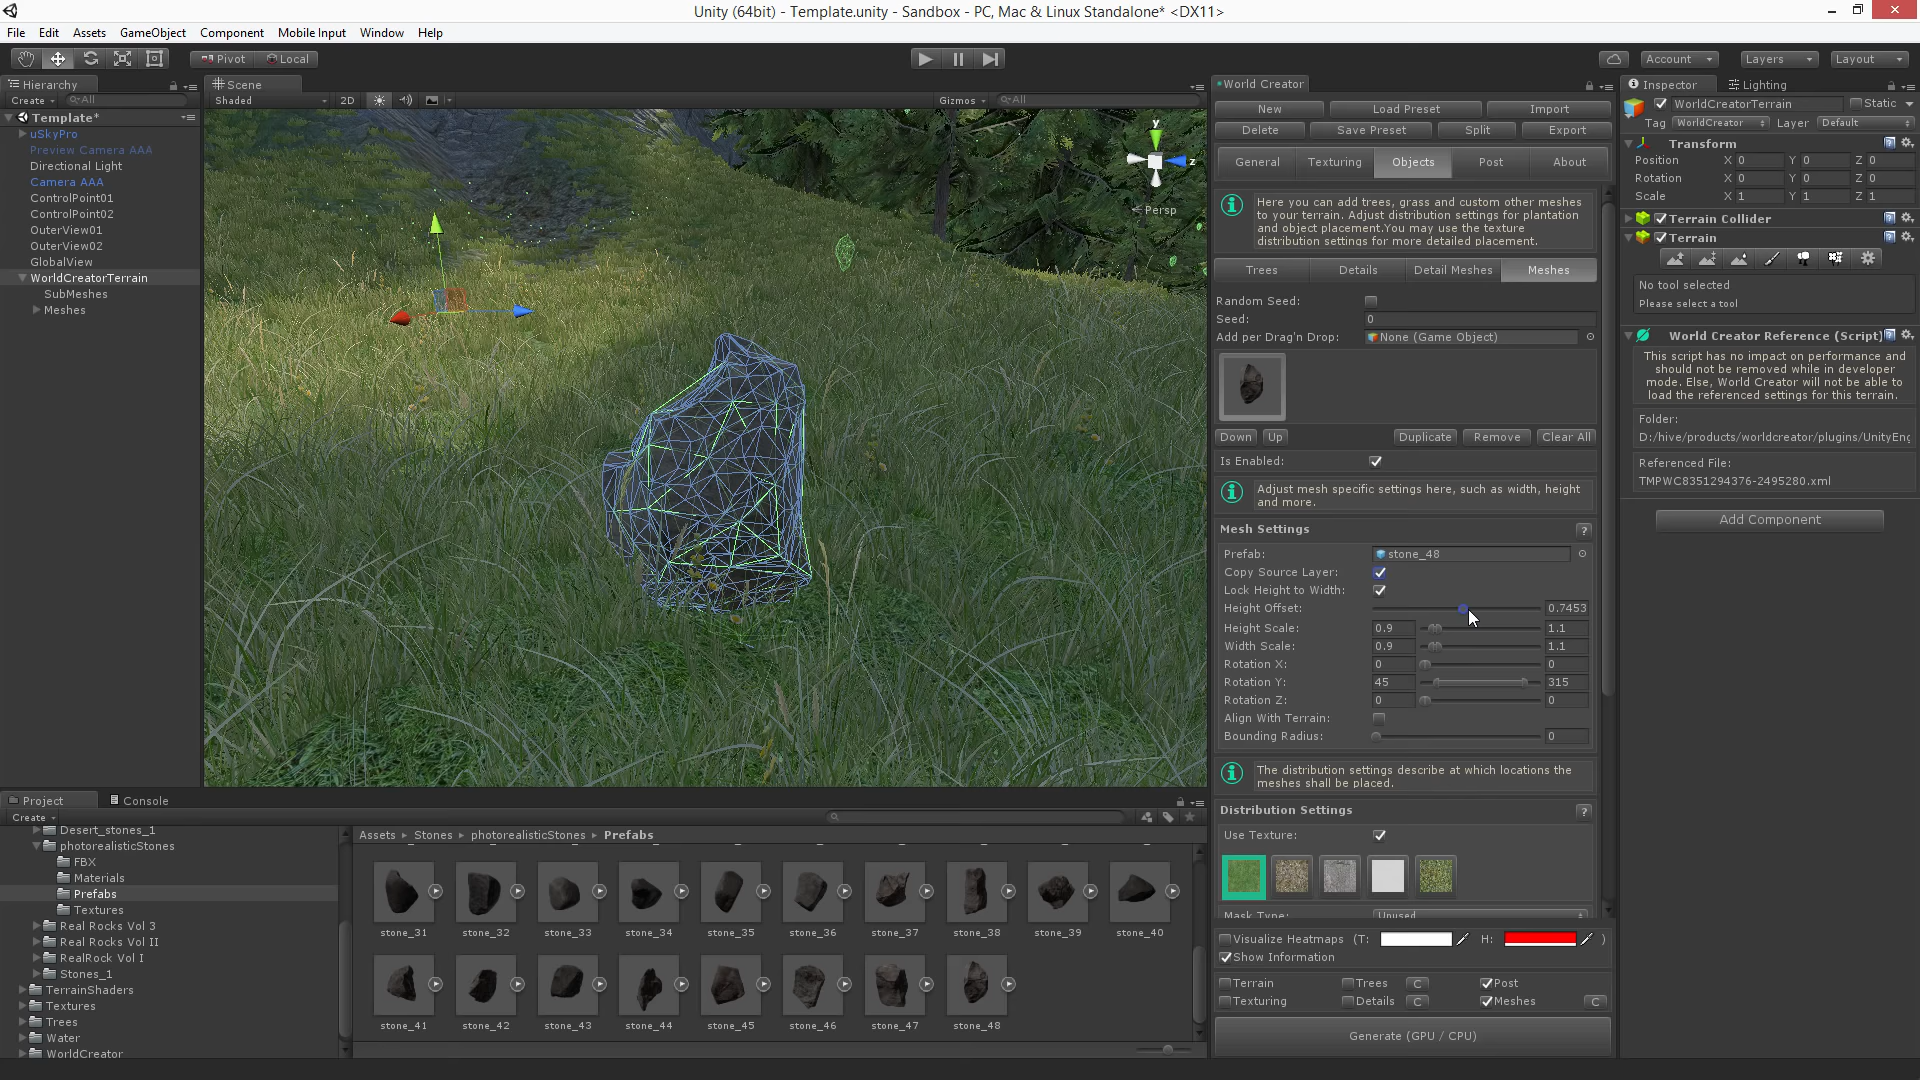 Unity (64bit) - Template.unity - Sandbox - PC, Mac & Linux Standalone* <DX11>
File Edit Assets GameObject Component Mobile Input Window Help
Pivot Local Account Layers Layout
Hierarchy
Create All
Template*
uSkyPro
Preview Camera AAA
Directional Light
Camera AAA
ControlPoint01
ControlPoint02
OuterView01
OuterView02
GlobalView
WorldCreatorTerrain
SubMeshes
Meshes
Scene
Shaded 2D Gizmos All
y
z
Persp
World Creator
New Load Preset Import
Delete Save Preset Split Export
General Texturing Objects Post About
Here you can add trees, grass and custom other meshes
to your terrain. Adjust distribution settings for plantation
and object placement.You may use the texture
distribution settings for more detailed placement.
Trees Details Detail Meshes Meshes
Random Seed:
Seed: 0
Add per Drag'n Drop: None (Game Object)
Down Up Duplicate Remove Clear All
Is Enabled:
Adjust mesh specific settings here, such as width, height
and more.
Mesh Settings ?
Prefab: stone_48
Copy Source Layer:
Lock Height to Width:
Height Offset: 0.7453
Height Scale: 0.9 1.1
Width Scale: 0.9 1.1
Rotation X: 0 0
Rotation Y: 45 315
Rotation Z: 0 0
Align With Terrain:
Bounding Radius: 0
The distribution settings describe at which locations the
meshes shall be placed.
Distribution Settings ?
Use Texture:
Mask Type: Unused
Visualize Heatmaps (T: H: )
Show Information
Terrain Trees C Post
Texturing Details C Meshes C
Generate (GPU / CPU)
Inspector Lighting
WorldCreatorTerrain Static
Tag WorldCreator Layer Default
Transform
Position X 0 Y 0 Z 0
Rotation X 0 Y 0 Z 0
Scale X 1 Y 1 Z 1
Terrain Collider
Terrain
No tool selected
Please select a tool
World Creator Reference (Script)
This script has no impact on performance and
should not be removed while in developer
mode. Else, World Creator will not be able to
load the referenced settings for this terrain.
Folder:
D:/hive/products/worldcreator/plugins/UnityEng
Referenced File:
TMPWC8351294376-2495280.xml
Add Component
Project Console
Create
Desert_stones_1
photorealisticStones
FBX
Materials
Prefabs
Textures
Real Rocks Vol 3
Real Rocks Vol II
RealRock Vol I
Stones_1
TerrainShaders
Textures
Trees
Water
WorldCreator
Assets Stones photorealisticStones Prefabs
stone_31 stone_32 stone_33 stone_34 stone_35 stone_36 stone_37 stone_38 stone_39 stone_40
stone_41 stone_42 stone_43 stone_44 stone_45 stone_46 stone_47 stone_48